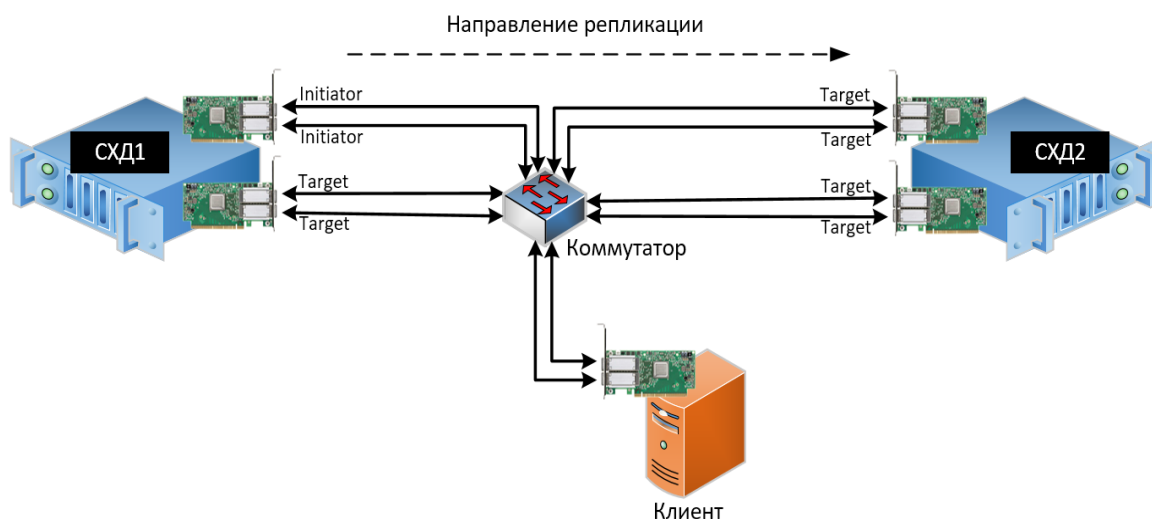 Направление репликации
Initiator
Initiator
Target
Target
СХД1
СХД2
Target
Target
Target
Target
Коммутатор
Клиент